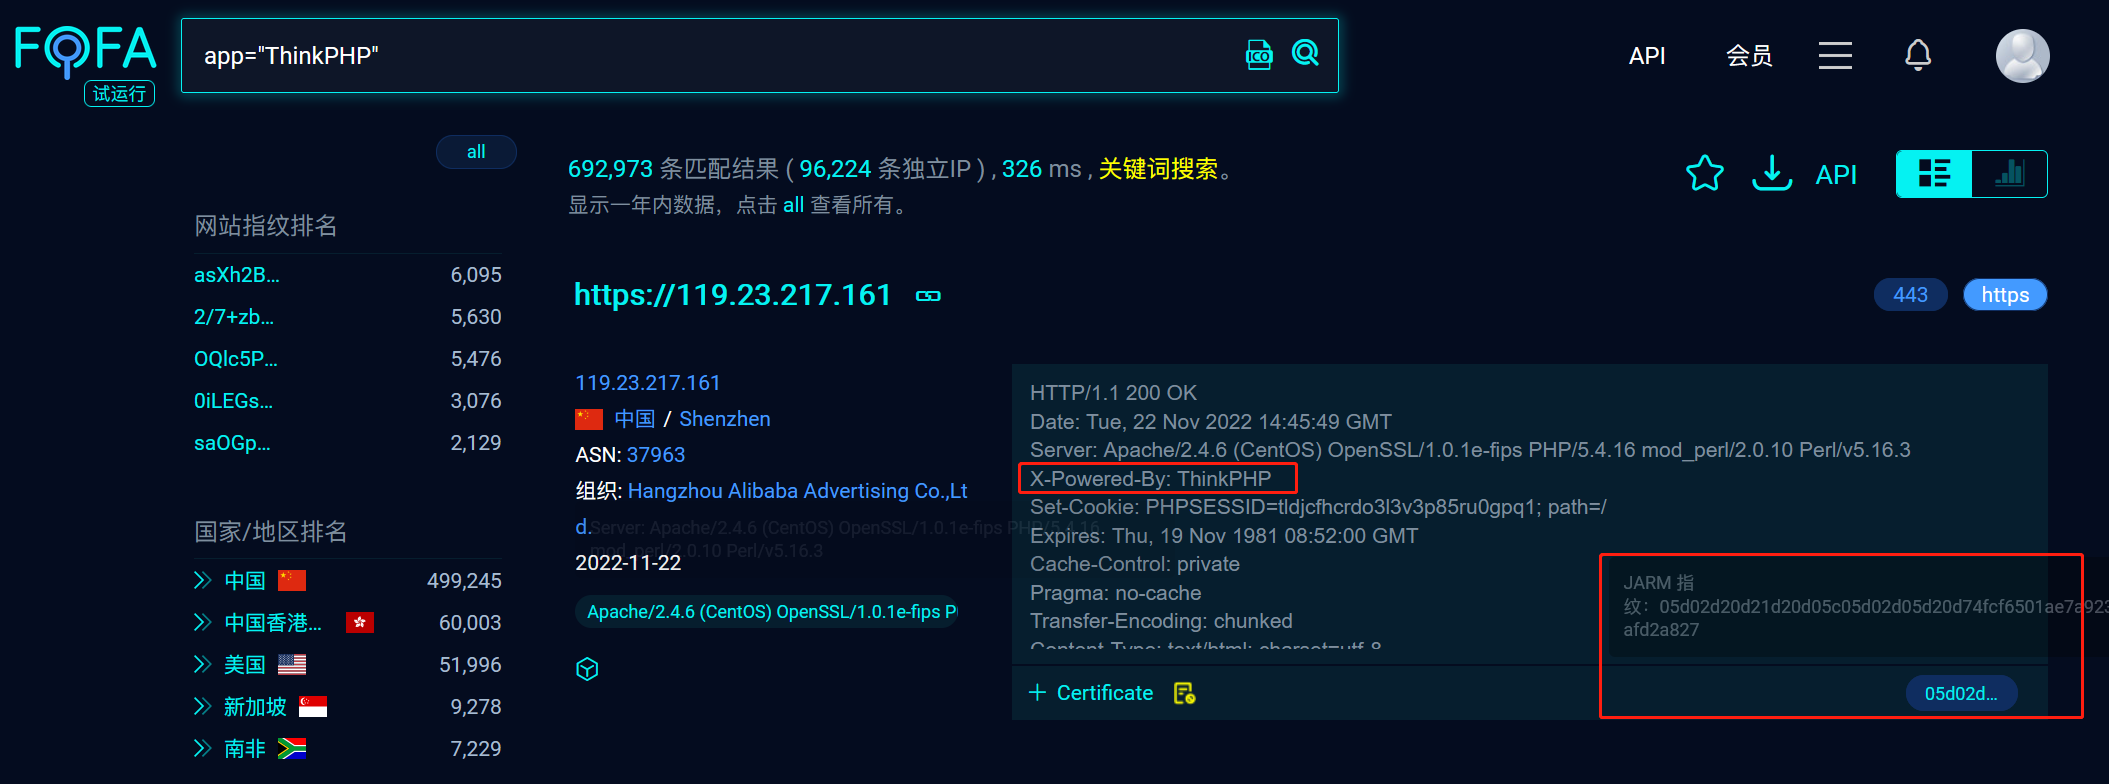 FOFA
试运行
app="ThinkPHP"
ICO
API
会员
all
692,973 条匹配结果 ( 96,224 条独立IP ) , 326 ms , 关键词搜索。
显示一年内数据，点击 all 查看所有。
API
网站指纹排名
asXh2B... 6,095
2/7+zb... 5,630
OQlc5P... 5,476
0iLEGs... 3,076
saOGp... 2,129
国家/地区排名
中国 499,245
中国香港... 60,003
美国 51,996
新加坡 9,278
南非 7,229
https://119.23.217.161
443
https
119.23.217.161
中国 / Shenzhen
ASN: 37963
组织: Hangzhou Alibaba Advertising Co.,Lt
d.
Server: Apache/2.4.6 (CentOS) OpenSSL/1.0.1e-fips PHP/5.4.16
mod_perl/2.0.10 Perl/v5.16.3
2022-11-22
Apache/2.4.6 (CentOS) OpenSSL/1.0.1e-fips P
HTTP/1.1 200 OK
Date: Tue, 22 Nov 2022 14:45:49 GMT
Server: Apache/2.4.6 (CentOS) OpenSSL/1.0.1e-fips PHP/5.4.16 mod_perl/2.0.10 Perl/v5.16.3
X-Powered-By: ThinkPHP
Set-Cookie: PHPSESSID=tldjcfhcrdo3l3v3p85ru0gpq1; path=/
Expires: Thu, 19 Nov 1981 08:52:00 GMT
Cache-Control: private
Pragma: no-cache
Transfer-Encoding: chunked
Content-Type: text/html; charset=utf-8
JARM 指
纹：05d02d20d21d20d05c05d02d05d20d74fcf6501ae7a923
afd2a827
Certificate
05d02d...